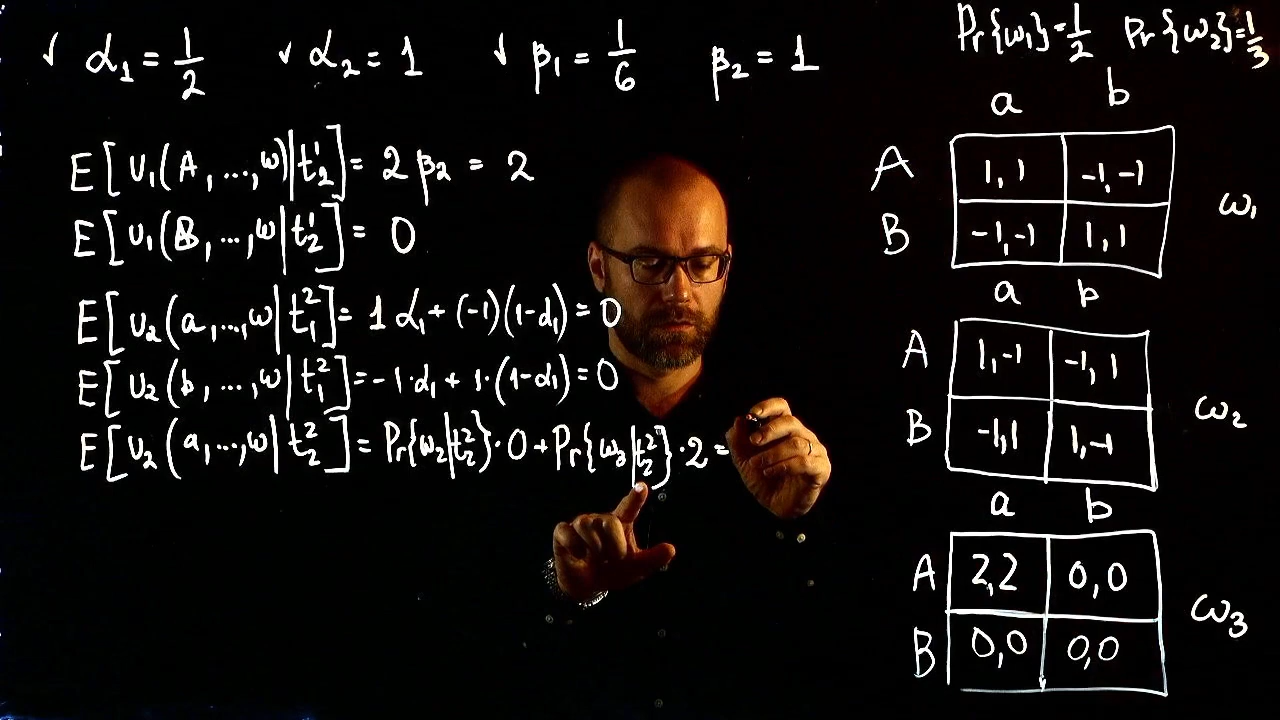 ✓ α₁ = 1/2 ✓ α₂ = 1 ✓ β₁ = 1/6 β₂ = 1
Pr{ω₁} = 1/2 Pr{ω₂} = 1/3
E[U₁(A, ..., ω)|t₂¹] = 2β₂ = 2
E[U₁(B, ..., ω|t₂¹] = 0
E[U₂(a, ..., ω|t₁²] = 1α₁ + (-1)(1-α₁) = 0
E[U₂(b, ..., ω|t₁²] = -1·α₁ + 1·(1-α₁) = 0
E[U₂(a, ..., ω|t₂²] = Pr{ω₂|t₂²}·0 + Pr{ω₃|t₂²}·2 =
a b
A 1,1 -1,-1
B -1,-1 1,1
ω₁
a b
A 1,-1 -1,1
B -1,1 1,-1
ω₂
a b
A 2,2 0,0
B 0,0 0,0
ω₃